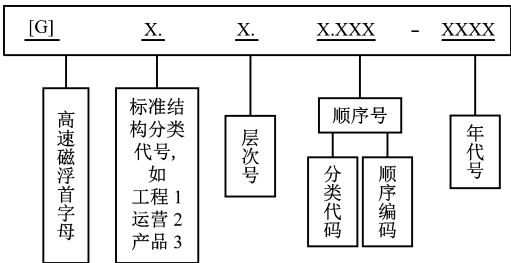 [G] X. X. X.XXX - XXXX
高速磁浮首字母
标准结
构分类
代号,
如
工程 1
运营 2
产品 3
层次号
顺序号
分类代码
顺序编码
年代号